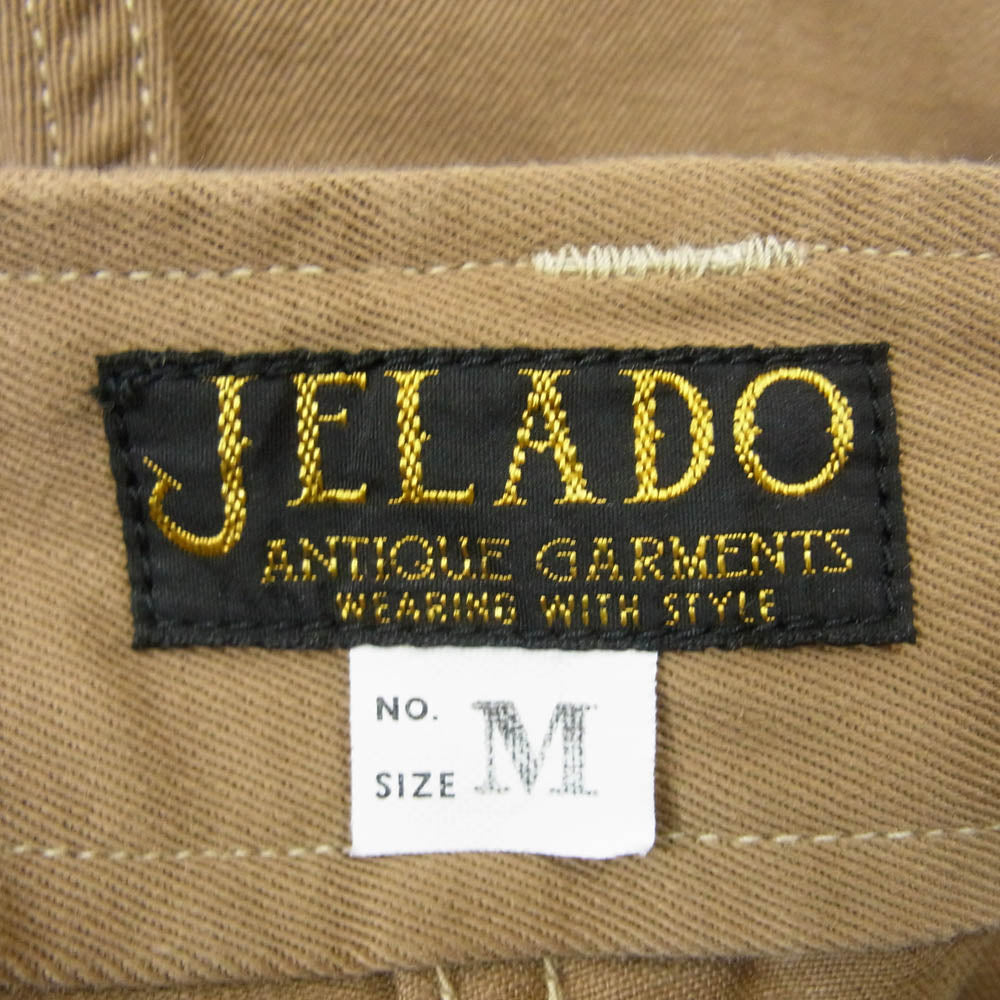 JELADO
ANTIQUE GARMENTS
WEARING WITH STYLE
NO.
SIZE M